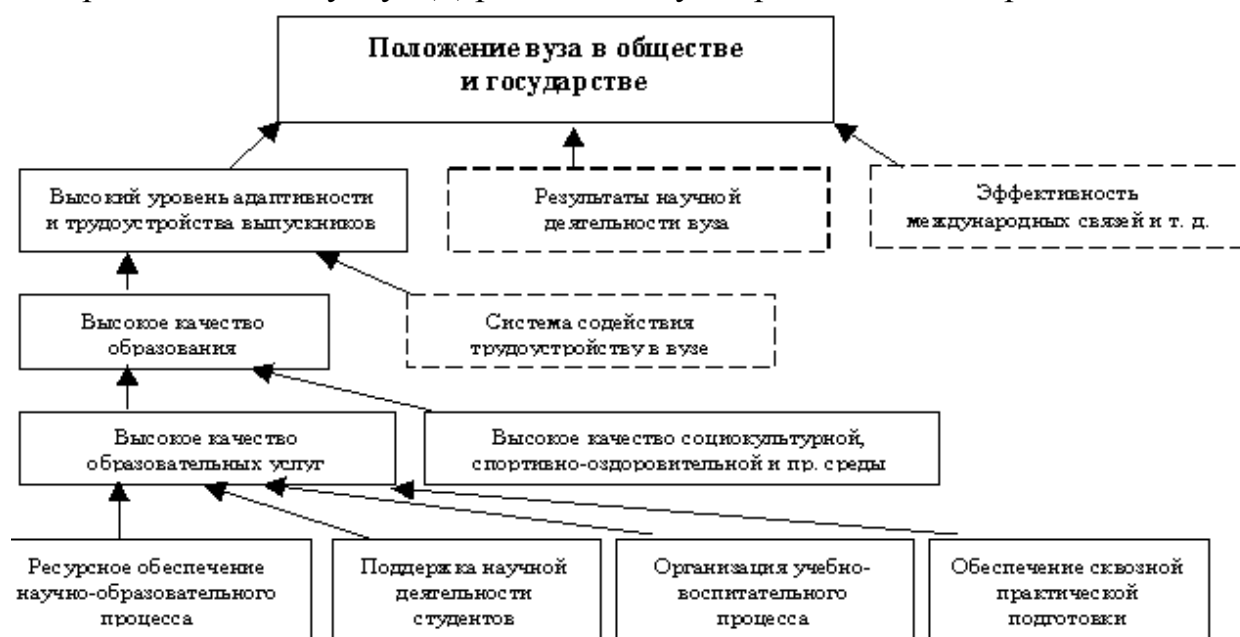 Положение вуза в обществе
и государстве
Высокий уровень адаптивности
и трудоустройства выпускников
Результаты научной
деятельности вуза
Эффективность
международных связей и т. д.
Высокое качество
образования
Система содействия
трудоустройству в вузе
Высокое качество
образовательных услуг
Высокое качество социокультурной,
спортивно-оздоровительной и пр. среды
Ресурсное обеспечение
научно-образовательного
процесса
Поддержка научной
деятельности
студентов
Организация учебно-
воспитательного
процесса
Обеспечение сквозной
практической
подготовки